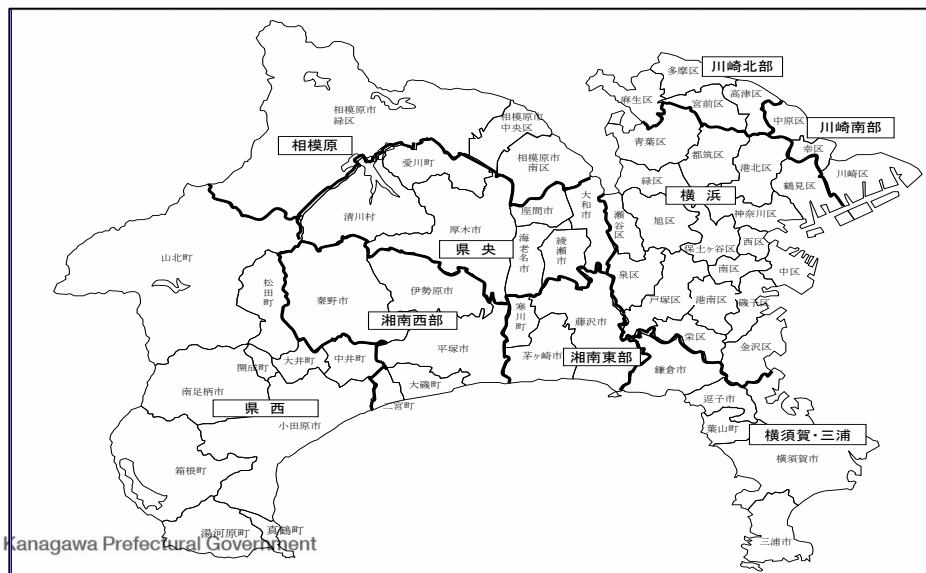 多摩区
川崎北部
麻生区
宮前区
高津区
中原区
川崎南部
幸区
川崎区
相模原市
緑区
相模原市
中央区
相模原
愛川町
相模原市
南区
青葉区
都筑区
港北区
鶴見区
緑区
横浜
清川村
厚木市
座間市
大和市
瀬谷区
旭区
神奈川区
保土ヶ谷区
西区
海老名市
綾瀬市
県央
山北町
松田町
秦野市
伊勢原市
泉区
南区
中区
戸塚区
港南区
磯子区
寒川町
藤沢市
湘南西部
栄区
金沢区
平塚市
茅ヶ崎市
湘南東部
鎌倉市
開成町
大井町
中井町
南足柄市
大磯町
二宮町
県西
小田原市
逗子市
葉山町
横須賀・三浦
横須賀市
箱根町
湯河原町
真鶴町
三浦市
Kanagawa Prefectural Government